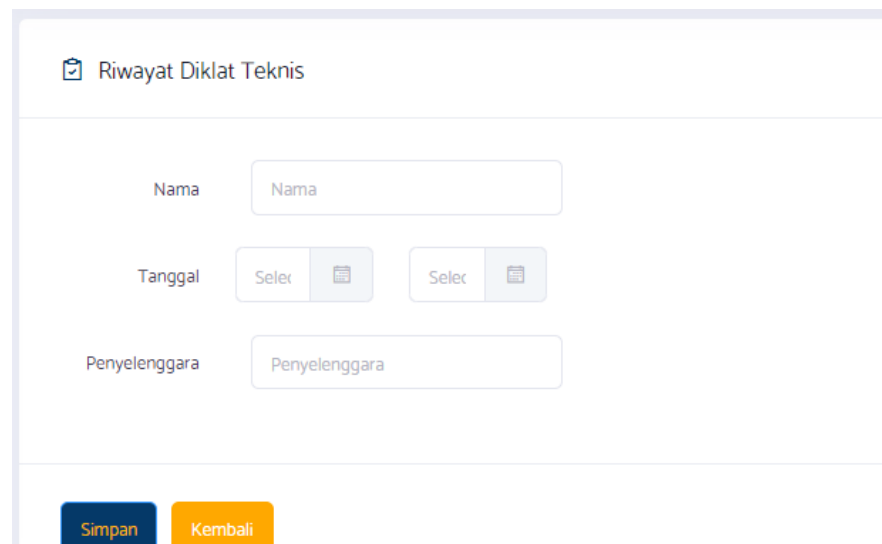 Riwayat Diklat Teknis
Nama Nama
Tanggal Selec Selec
Penyelenggara Penyelenggara
Simpan Kembali